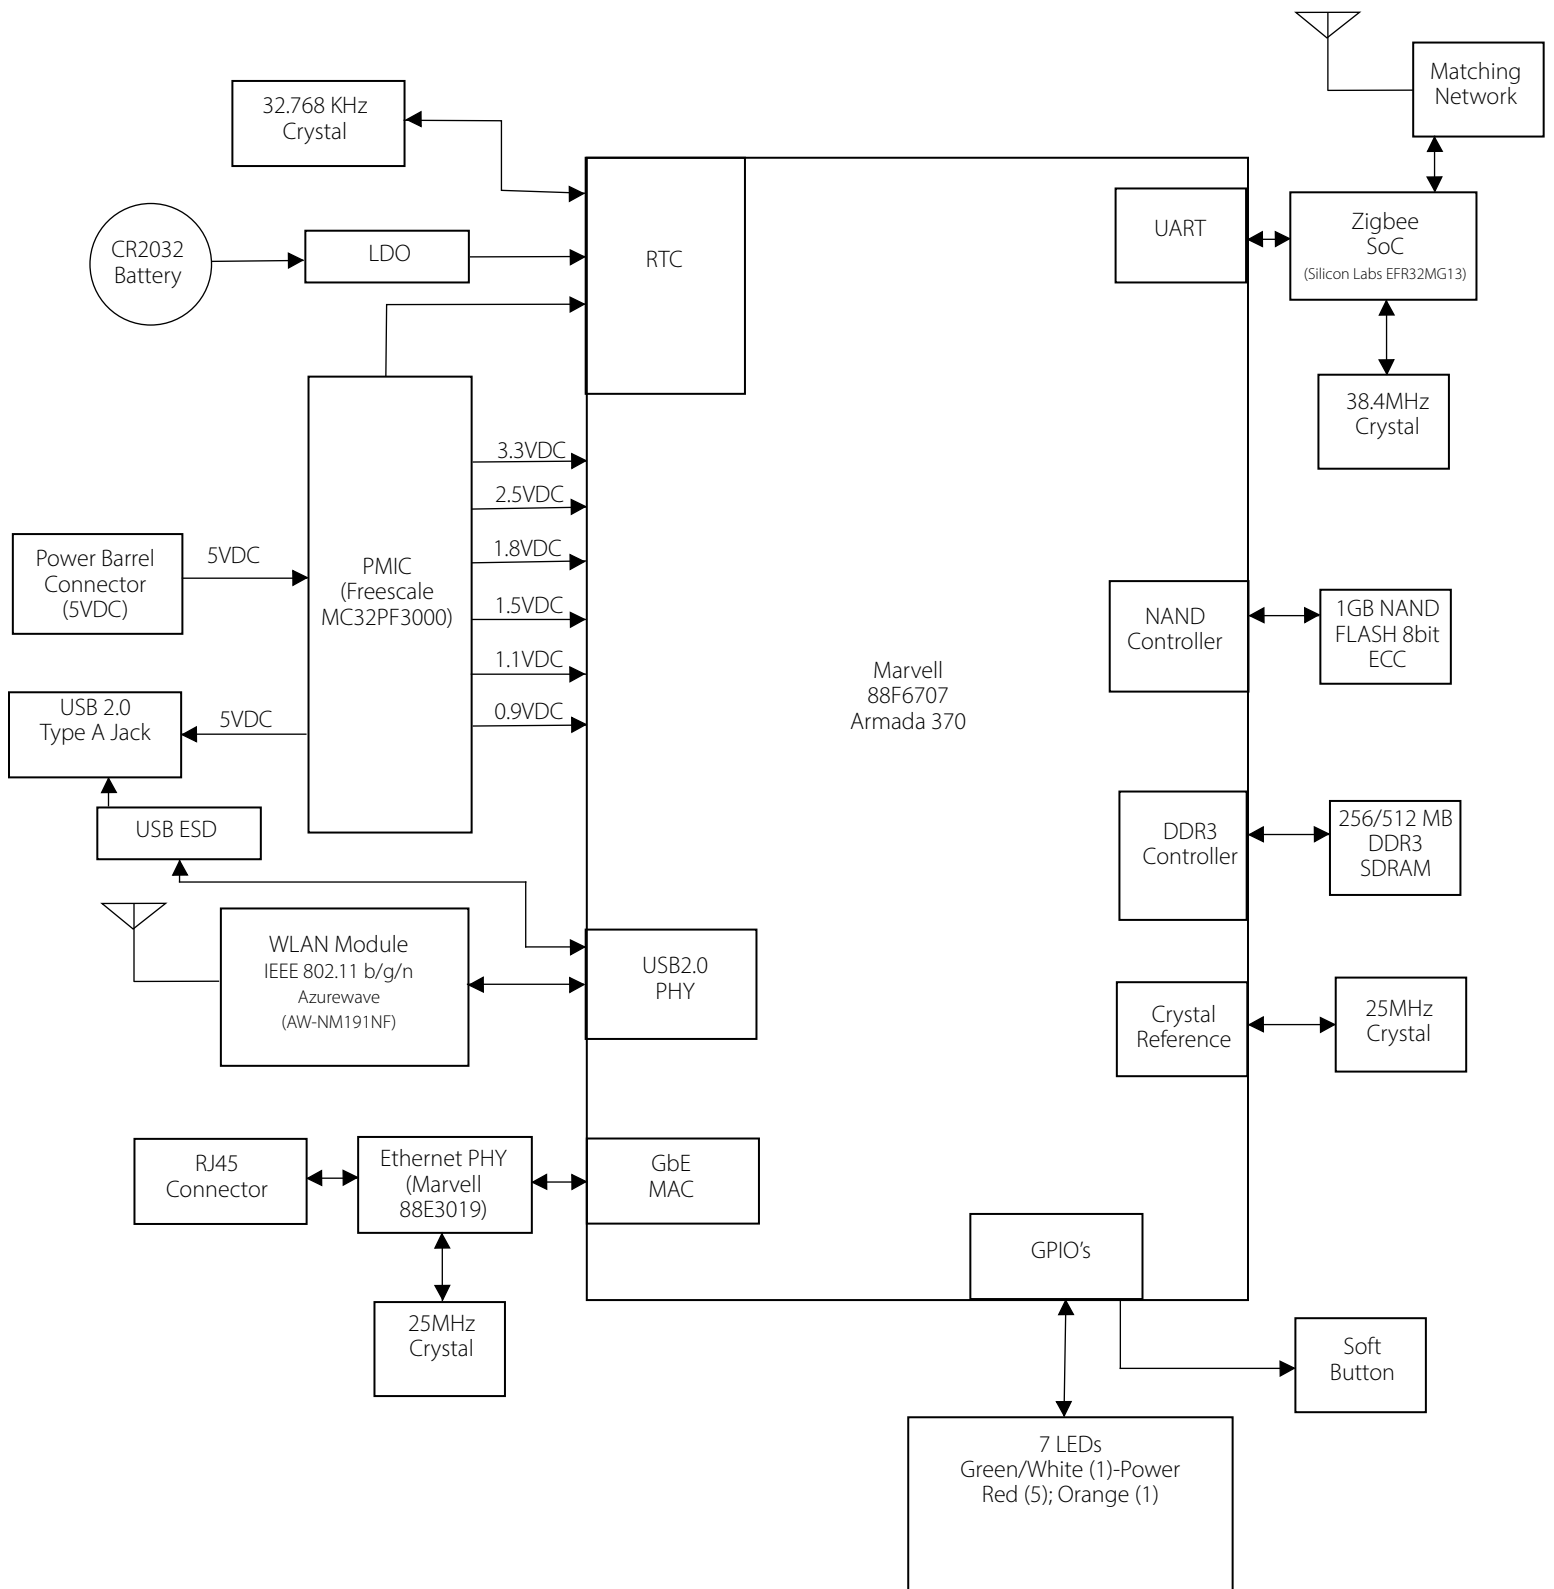 Matching
Network
32.768 KHz
Crystal
CR2032
Battery
LDO
RTC
UART
Zigbee
SoC
(Silicon Labs EFR32MG13)
38.4MHz
Crystal
3.3VDC
2.5VDC
1.8VDC
1.5VDC
1.1VDC
0.9VDC
Power Barrel
Connector
(5VDC)
5VDC
PMIC
(Freescale
MC32PF3000)
USB 2.0
Type A Jack
5VDC
USB ESD
Marvell
88F6707
Armada 370
NAND
Controller
1GB NAND
FLASH 8bit
ECC
DDR3
Controller
256/512 MB
DDR3
SDRAM
WLAN Module
IEEE 802.11 b/g/n
Azurewave
(AW-NM191NF)
USB2.0
PHY
Crystal
Reference
25MHz
Crystal
RJ45
Connector
Ethernet PHY
(Marvell
88E3019)
GbE
MAC
GPIO’s
25MHz
Crystal
Soft
Button
7 LEDs
Green/White (1)-Power
Red (5); Orange (1)